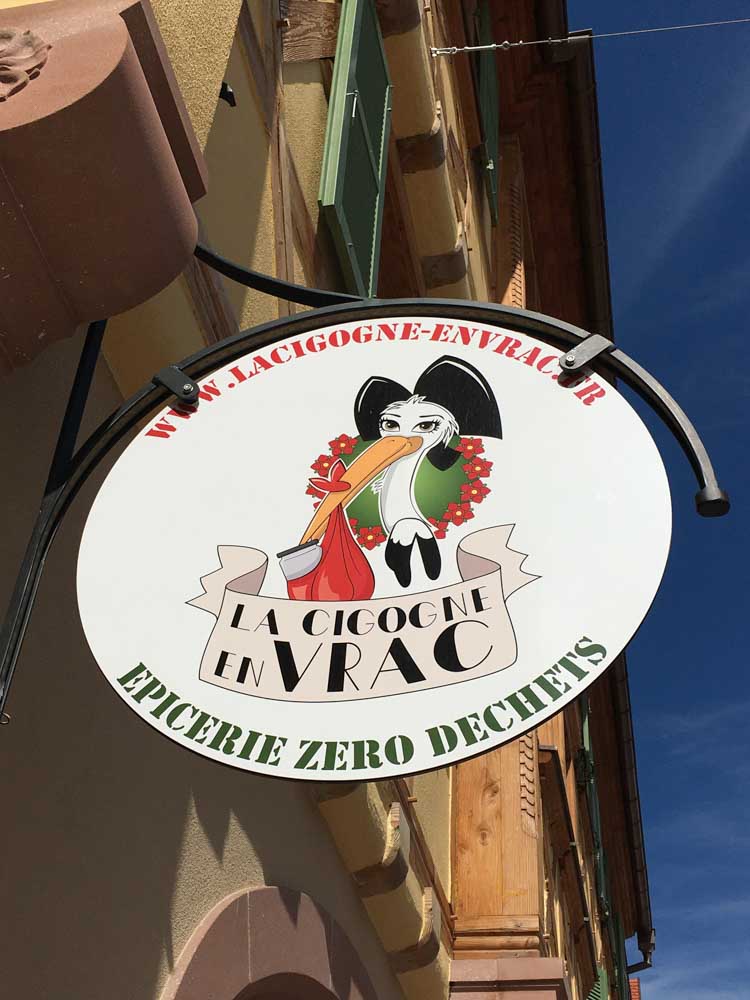 WWW.LACIGOGNE-ENVRAC.FR
LA CIGOGNE
EN VRAC
EPICERIE ZERO DECHETS